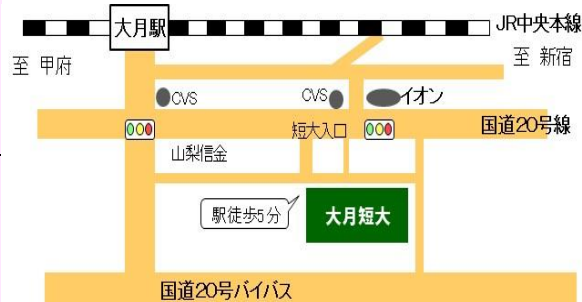 大月駅
JR中央本線
至 甲府
至 新宿
CVS
CVS
イオン
国道20号線
短大入口
山梨信金
駅徒歩5分
大月短大
国道20号バイパス